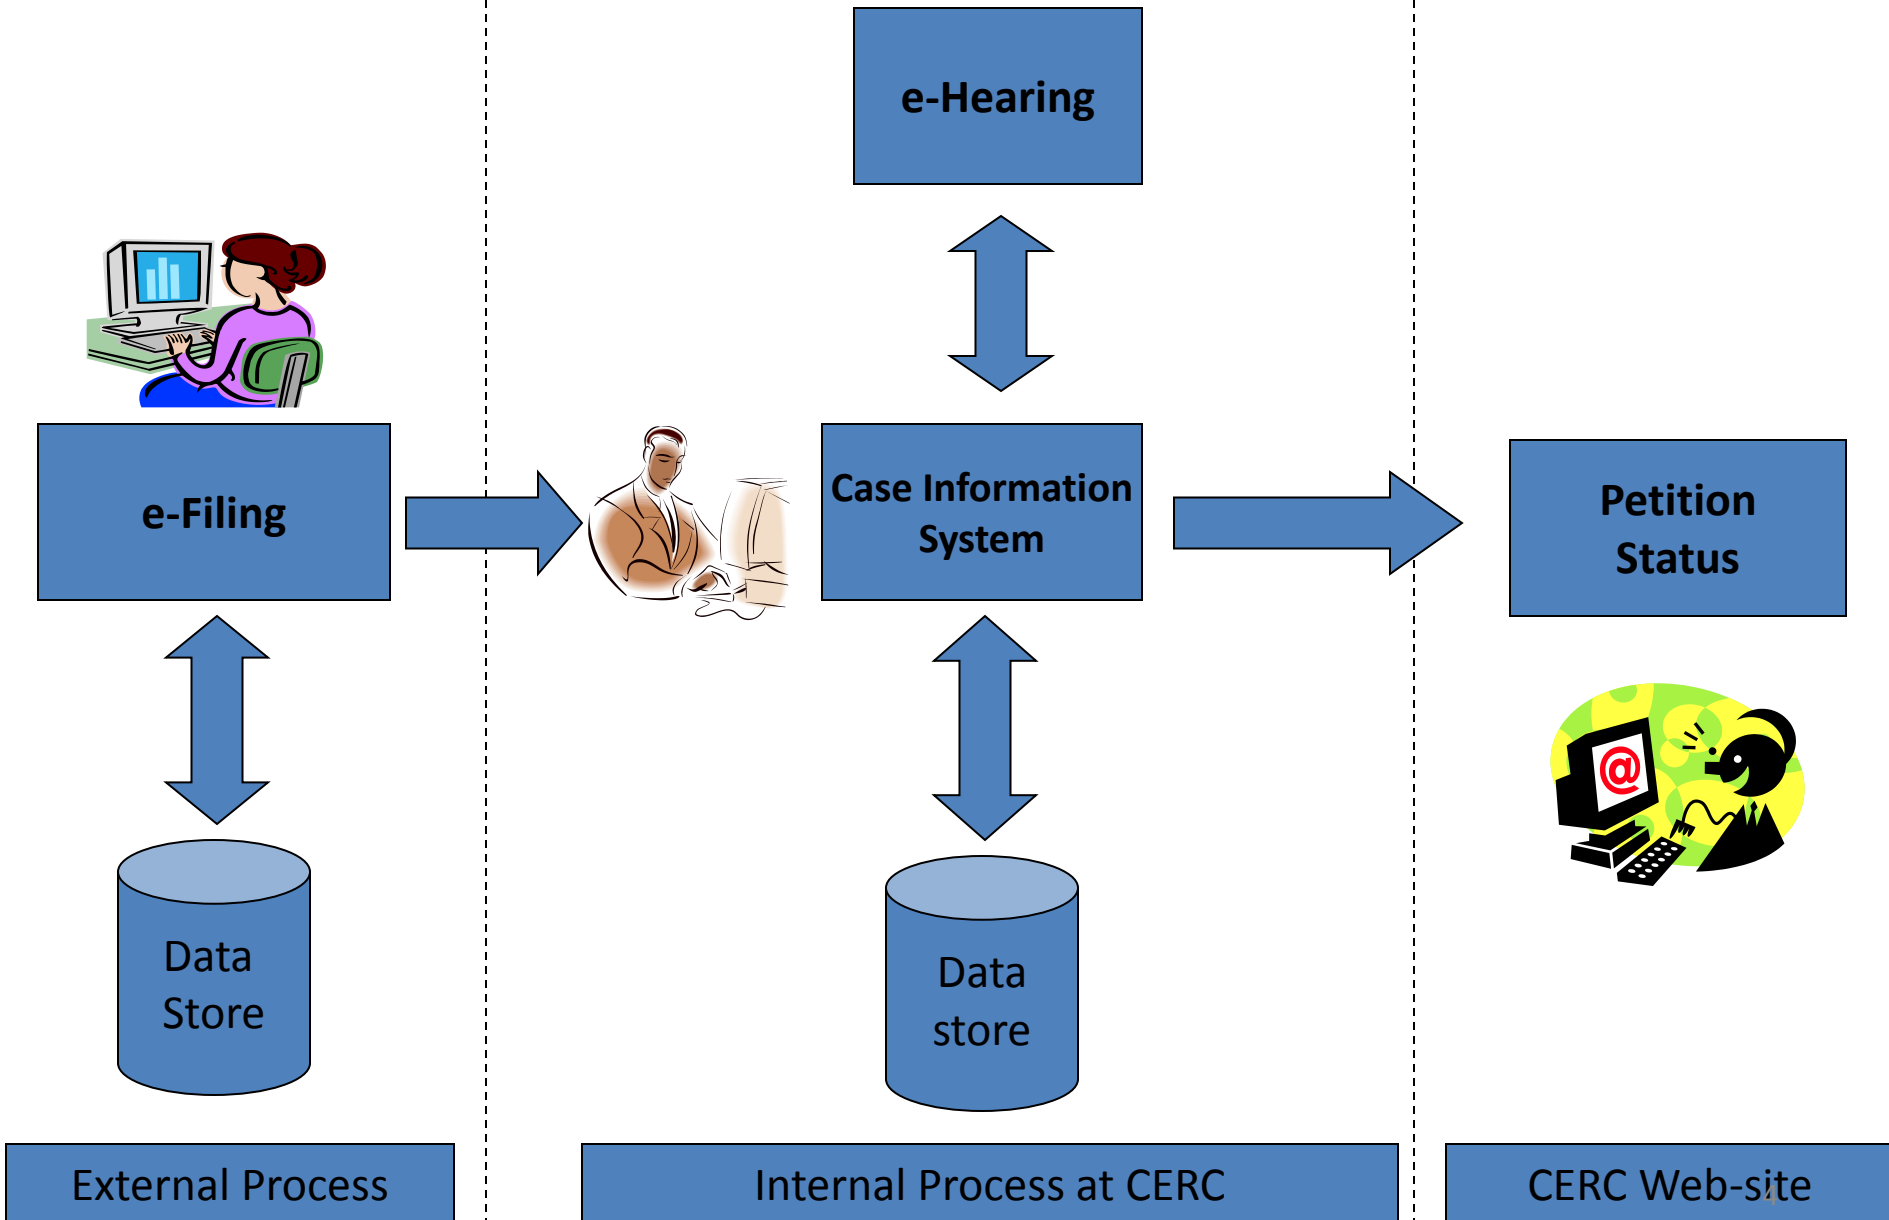 e-Hearing
e-Filing
Case Information
System
Petition
Status
@
Data
Store
Data
store
External Process
Internal Process at CERC
CERC Web-site
4